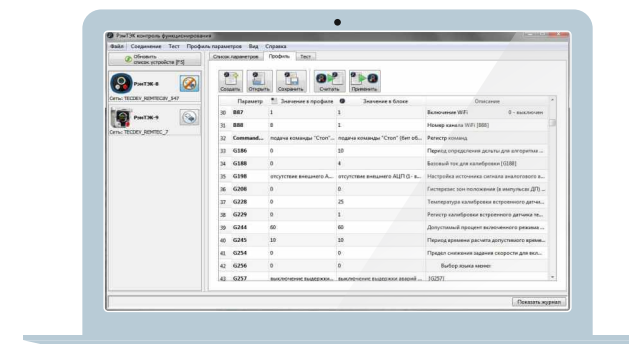 РэмТЭК контроль функционирования
Файл Соединение Тест Профиль параметров Вид Справка
Обновить список устройств [F5]
РэмТЭК-8
Сеть: TECDEV_REMTEC8V_547
РэмТЭК-9
Сеть: TECDEV_REMTEC_7
Список параметров Профиль Тест
Создать Открыть Сохранить Считать Применить
Параметр Значение в профиле Значение в блоке Описание
30 B87 1 1 Включение WiFi 0 - выключен
31 B88 8 1 Номер канала WiFi [B88]
32 Command... подача команды "Стоп"... подача команды "Стоп" (бит об... Регистр команд
33 G186 0 10 Период определения дельты для алгоритма ...
34 G188 0 4 Базовый ток для калибровки [G188]
35 G198 отсутствие внешнего А... отсутствие внешнего АЦП (1- в... Настройка источника сигнала аналогового в...
36 G208 0 0 Гистерезис зон положения (в импульсах ДП) ...
37 G228 0 25 Температура калибровки встроенного датчи...
38 G229 0 1 Регистр калибровки встроенного датчика те...
39 G244 60 60 Допустимый процент включенного режима ...
40 G245 10 10 Период времени расчета допустимого време...
41 G254 0 0 Предел снижения задания скорости для вкл...
42 G256 0 0 Выбор языка меню:
43 G257 выключение выдержки... выключение выдержки аварий ... [G257]
Показать журнал